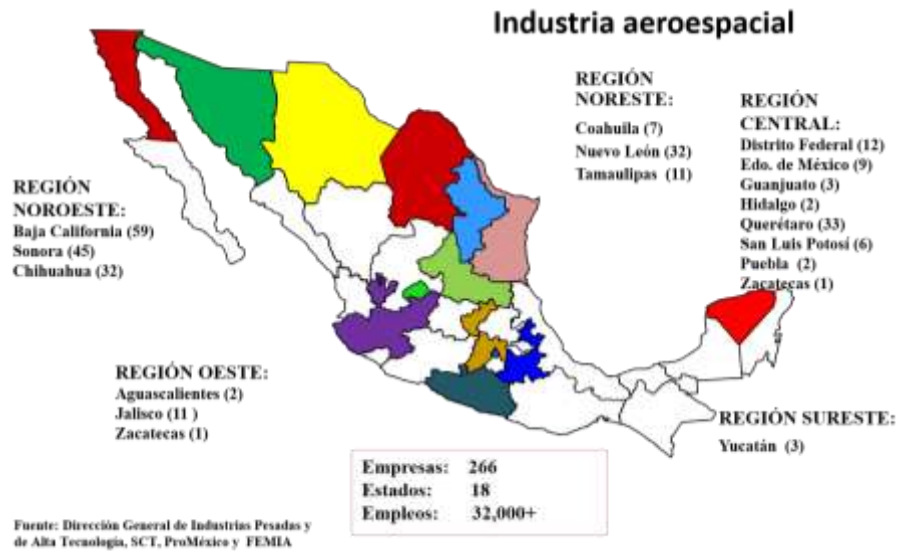 Industria aeroespacial
REGIÓN
NORESTE:
Coahuila (7)
Nuevo León (32)
Tamaulipas (11)
REGIÓN
CENTRAL:
Distrito Federal (12)
Edo. de México (9)
Guanjuato (3)
Hidalgo (2)
Querétaro (33)
San Luis Potosí (6)
Puebla (2)
Zacatecas (1)
REGIÓN
NOROESTE:
Baja California (59)
Sonora (45)
Chihuahua (32)
REGIÓN OESTE:
Aguascalientes (2)
Jalisco (11 )
Zacatecas (1)
REGIÓN SURESTE:
Yucatán (3)
Empresas: 266
Estados: 18
Empleos: 32,000+
Fuente: Dirección General de Industrias Pesadas y
de Alta Tecnología, SCT, ProMéxico y FEMIA